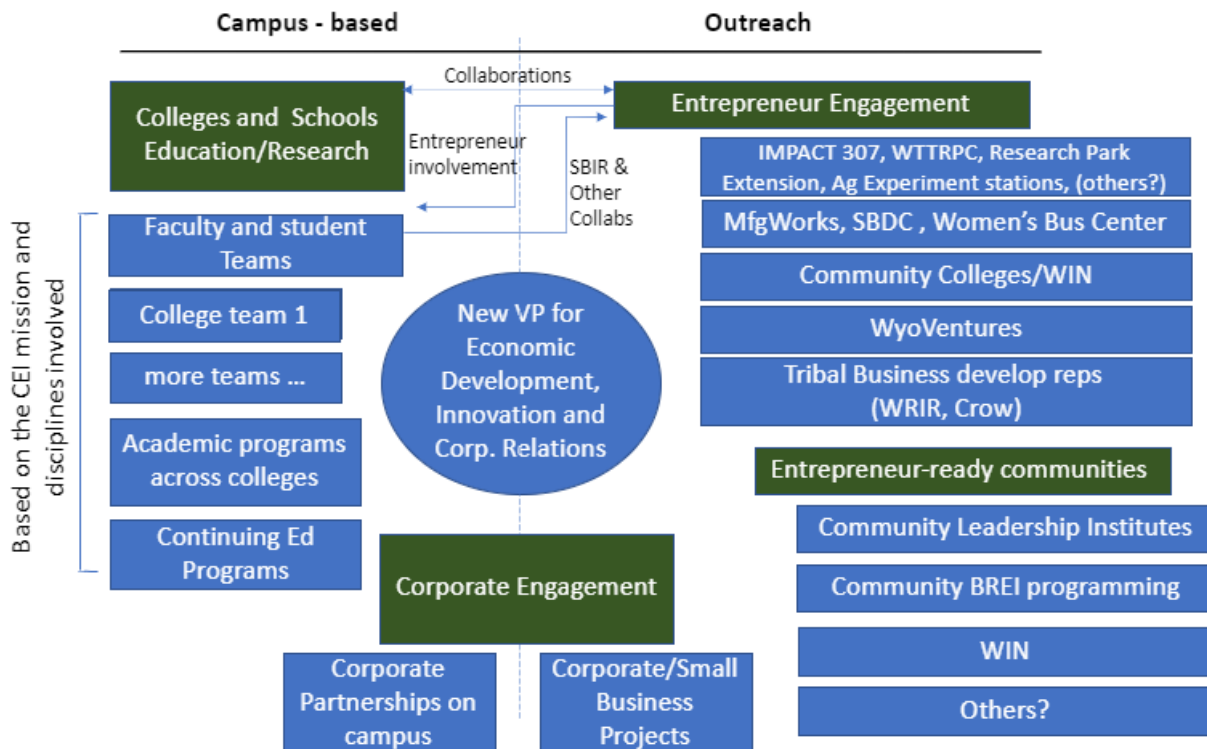 Campus - based
Outreach
Collaborations
Colleges and Schools
Education/Research
Entrepreneur Engagement
Entrepreneur
involvement
SBIR &
Other
Collabs
IMPACT 307, WTTRPC, Research Park
Extension, Ag Experiment stations, (others?)
Faculty and student
Teams
MfgWorks, SBDC , Women's Bus Center
Community Colleges/WIN
College team 1
New VP for
Economic
Development,
Innovation and
Corp. Relations
WyoVentures
more teams ...
Tribal Business develop reps
(WRIR, Crow)
Academic programs
across colleges
Entrepreneur-ready communities
Continuing Ed
Programs
Based on the CEI mission and
disciplines involved
Community Leadership Institutes
Corporate Engagement
Community BREI programming
WIN
Corporate
Partnerships on
campus
Corporate/Small
Business
Projects
Others?